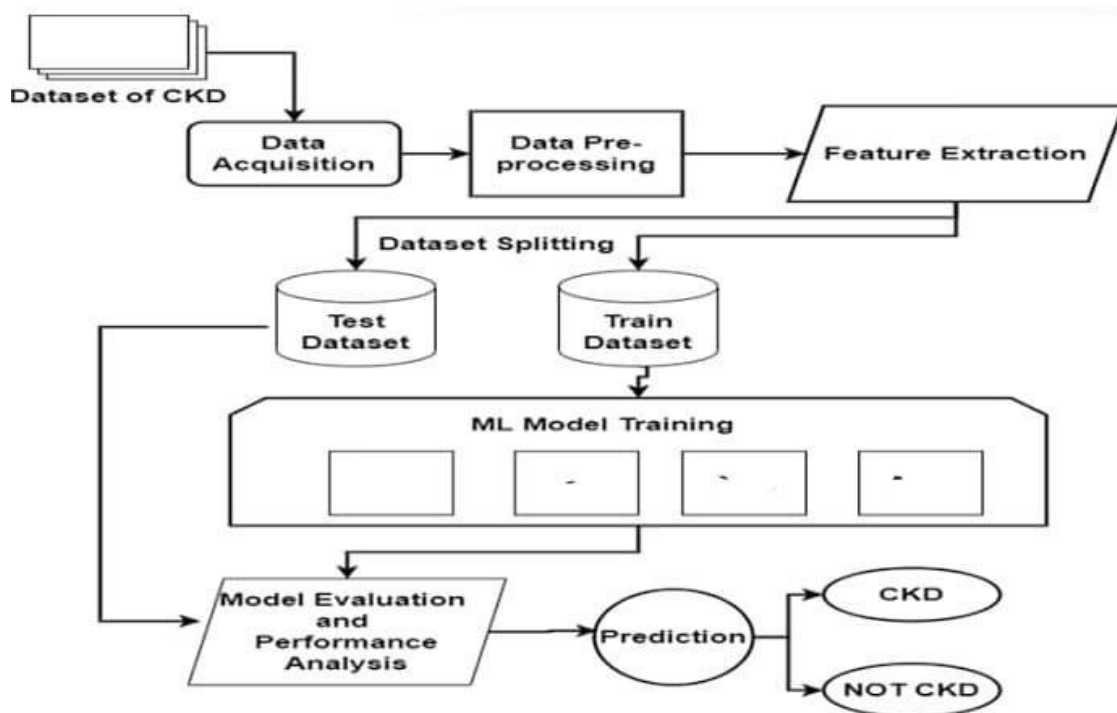 Dataset of CKD
Data
Acquisition
Data Pre-
processing
Feature Extraction
Dataset Splitting
Test
Dataset
Train
Dataset
ML Model Training
Model Evaluation
and
Performance
Analysis
Prediction
CKD
NOT CKD